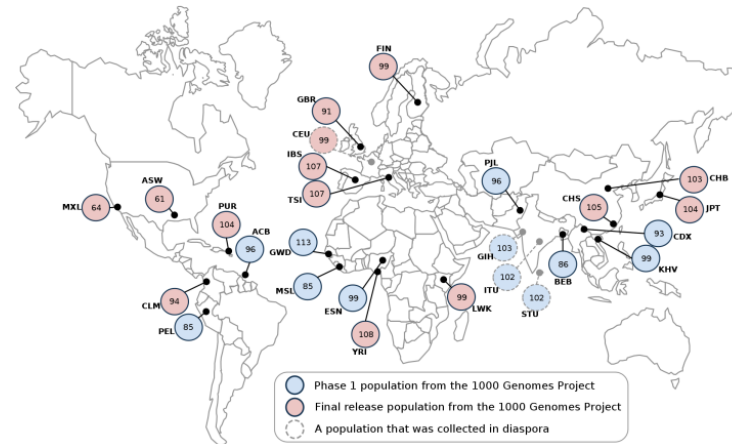 FIN
99
GBR
91
CEU
99
IBS
107
TSI
107
PJL
96
CHB
103
CHS
105
JPT
104
CDX
93
KHV
99
BEB
86
GIH
103
ITU
102
STU
102
MXL
64
ASW
61
PUR
104
ACB
96
GWD
113
MSL
85
ESN
99
YRI
108
LWK
99
CLM
94
PEL
85
Phase 1 population from the 1000 Genomes Project
Final release population from the 1000 Genomes Project
A population that was collected in diaspora